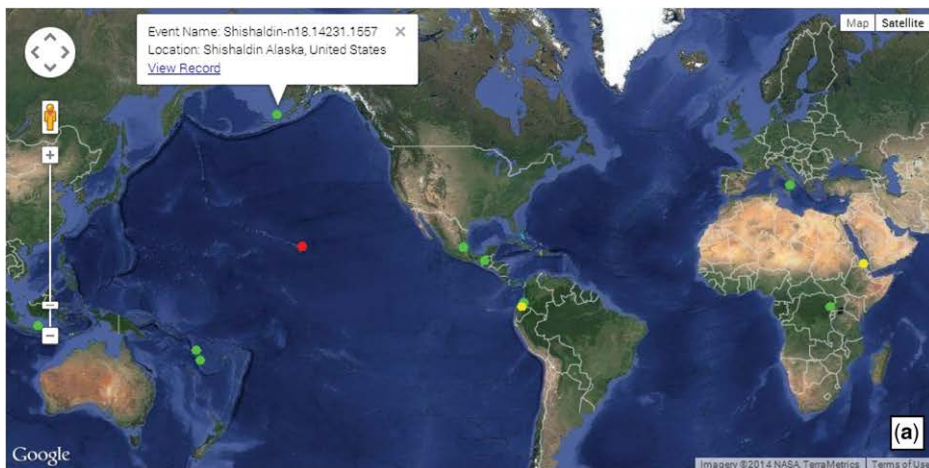 Event Name: Shishaldin-n18.14231.1557
Location: Shishaldin Alaska, United States
View Record
Map Satellite
(a)
Google
Imagery ©2014 NASA, TerraMetrics Terms of Use